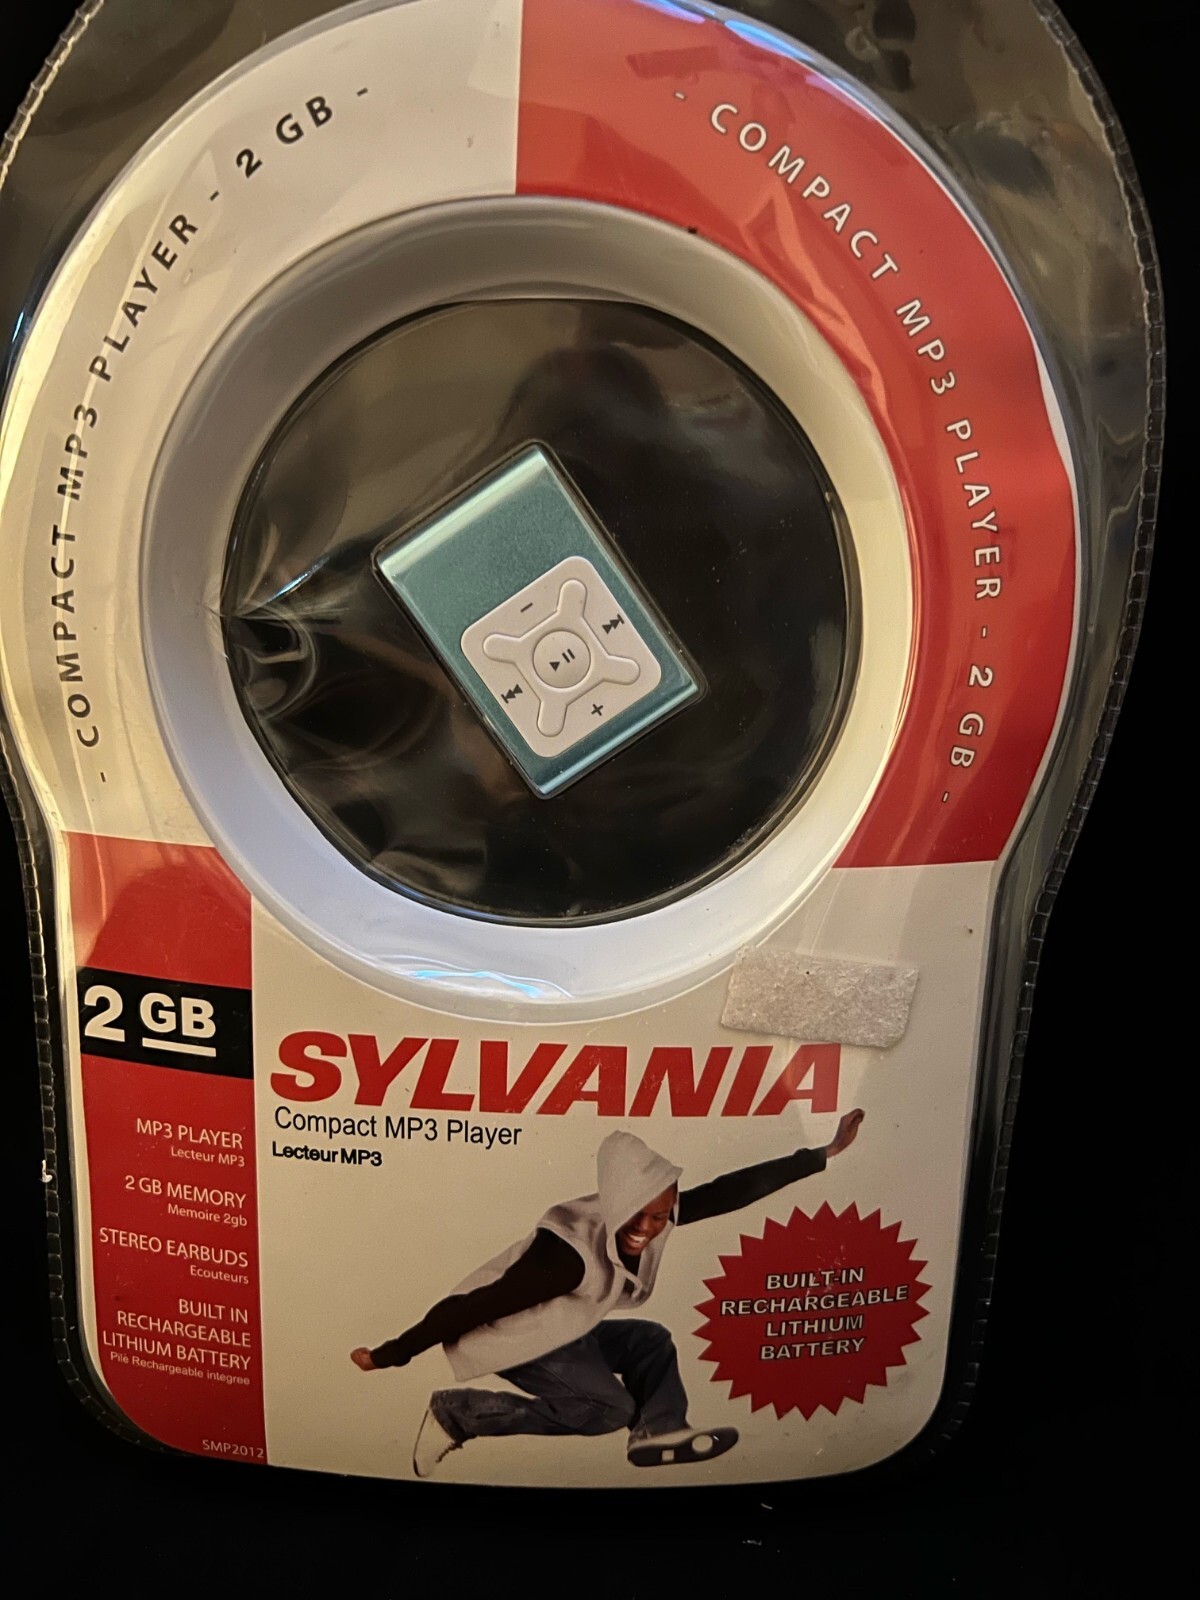 - COMPACT MP3 PLAYER - 2 GB -
- COMPACT MP3 PLAYER - 2 GB -
2 GB
SYLVANIA
Compact MP3 Player
Lecteur MP3
MP3 PLAYER
Lecteur MP3
2 GB MEMORY
Memoire 2gb
STEREO EARBUDS
Ecouteurs
BUILT IN
RECHARGEABLE
LITHIUM BATTERY
Pile Rechargeable integree
SMP2012
BUILT-IN
RECHARGEABLE
LITHIUM
BATTERY